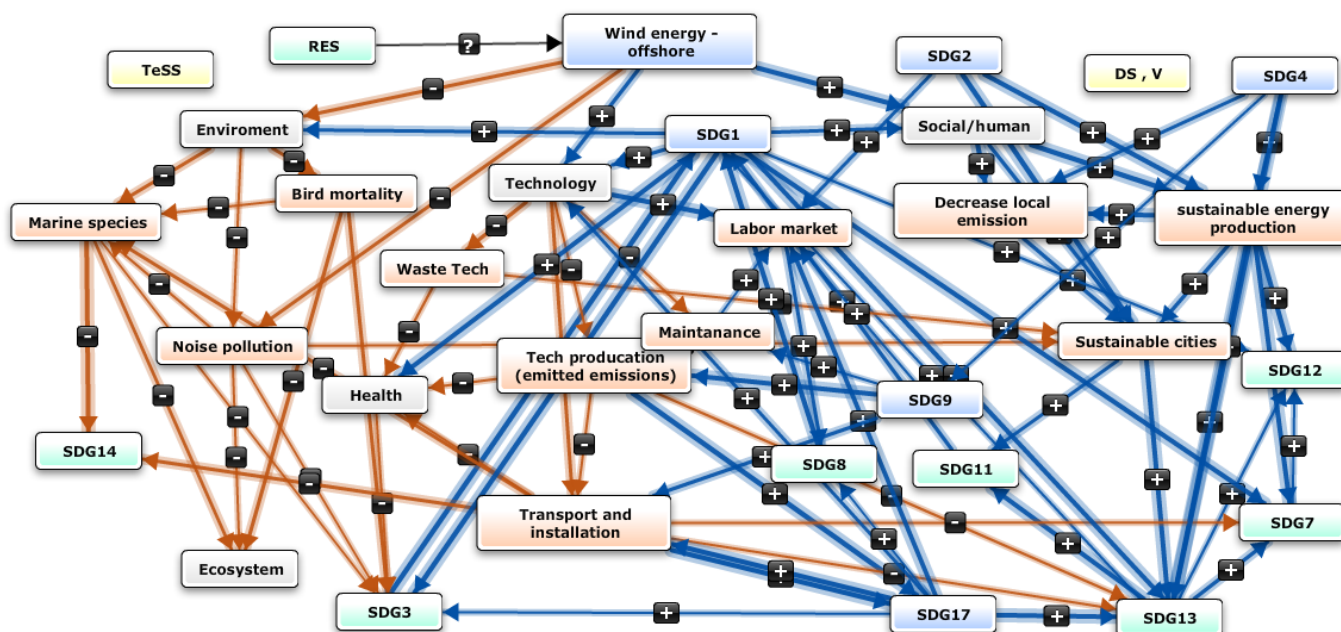 Wind energy -
offshore
RES
?
SDG2
TeSS
DS , V
SDG4
Enviroment
SDG1
Social/human
Technology
Bird mortality
Marine species
Decrease local
emission
sustainable energy
production
Labor market
Waste Tech
Noise pollution
Maintanance
Sustainable cities
Tech producation
(emitted emissions)
SDG12
Health
SDG9
SDG14
SDG8
SDG11
Transport and
installation
SDG7
Ecosystem
SDG3
SDG17
SDG13